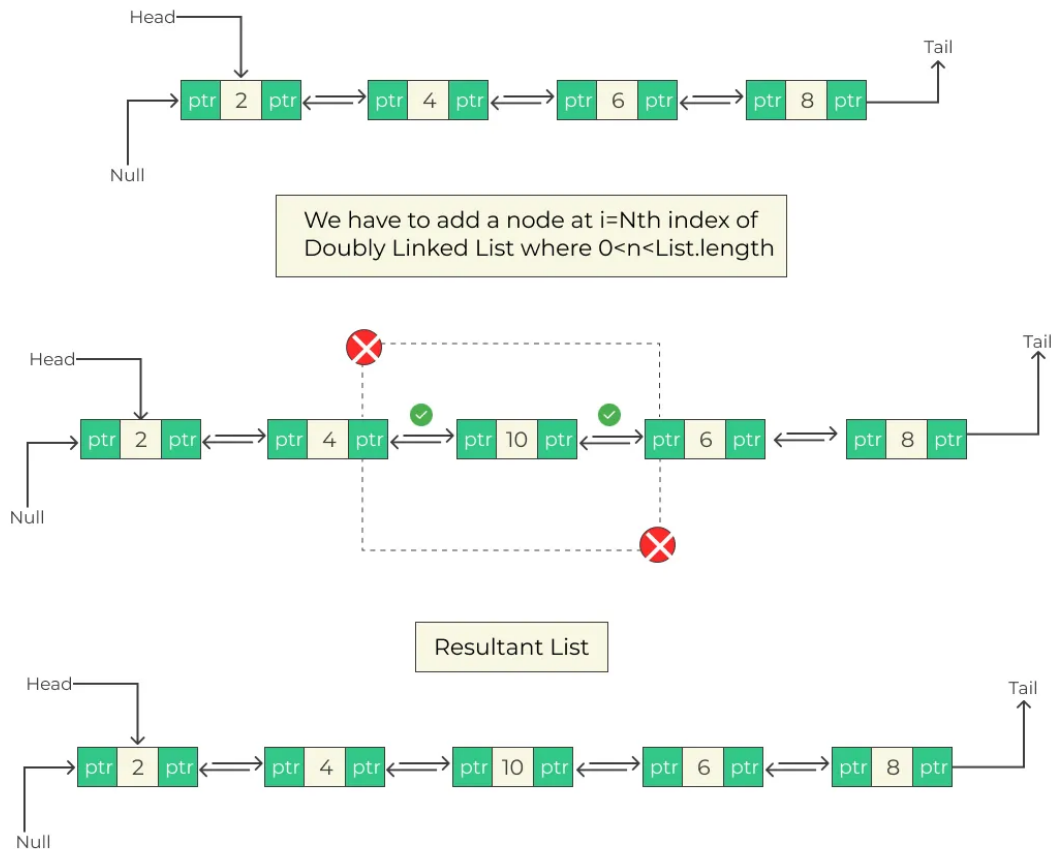 Head
Tail
ptr 2 ptr ptr 4 ptr ptr 6 ptr ptr 8 ptr
Null
We have to add a node at i=Nth index of
Doubly Linked List where 0<n<List.length
Head
Tail
ptr 2 ptr ptr 4 ptr ptr 10 ptr ptr 6 ptr ptr 8 ptr
Null
Resultant List
Head
Tail
ptr 2 ptr ptr 4 ptr ptr 10 ptr ptr 6 ptr ptr 8 ptr
Null